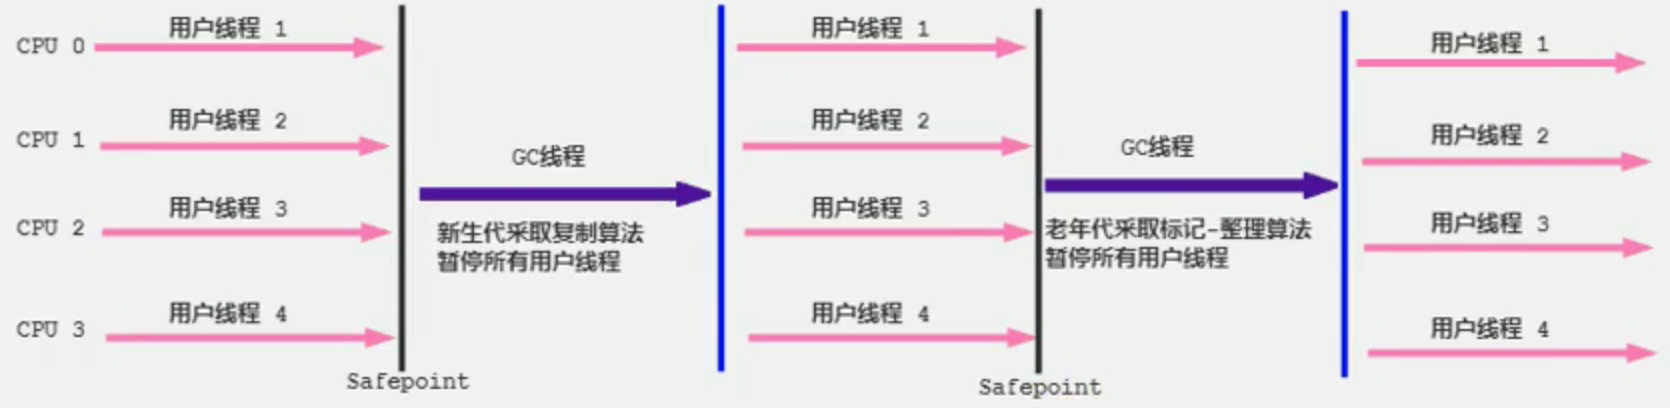 CPU 0
用户线程 1
用户线程 1
用户线程 1
CPU 1
用户线程 2
用户线程 2
用户线程 2
GC线程
GC线程
CPU 2
用户线程 3
用户线程 3
用户线程 3
新生代采取复制算法
暂停所有用户线程
老年代采取标记-整理算法
暂停所有用户线程
CPU 3
用户线程 4
用户线程 4
用户线程 4
Safepoint
Safepoint